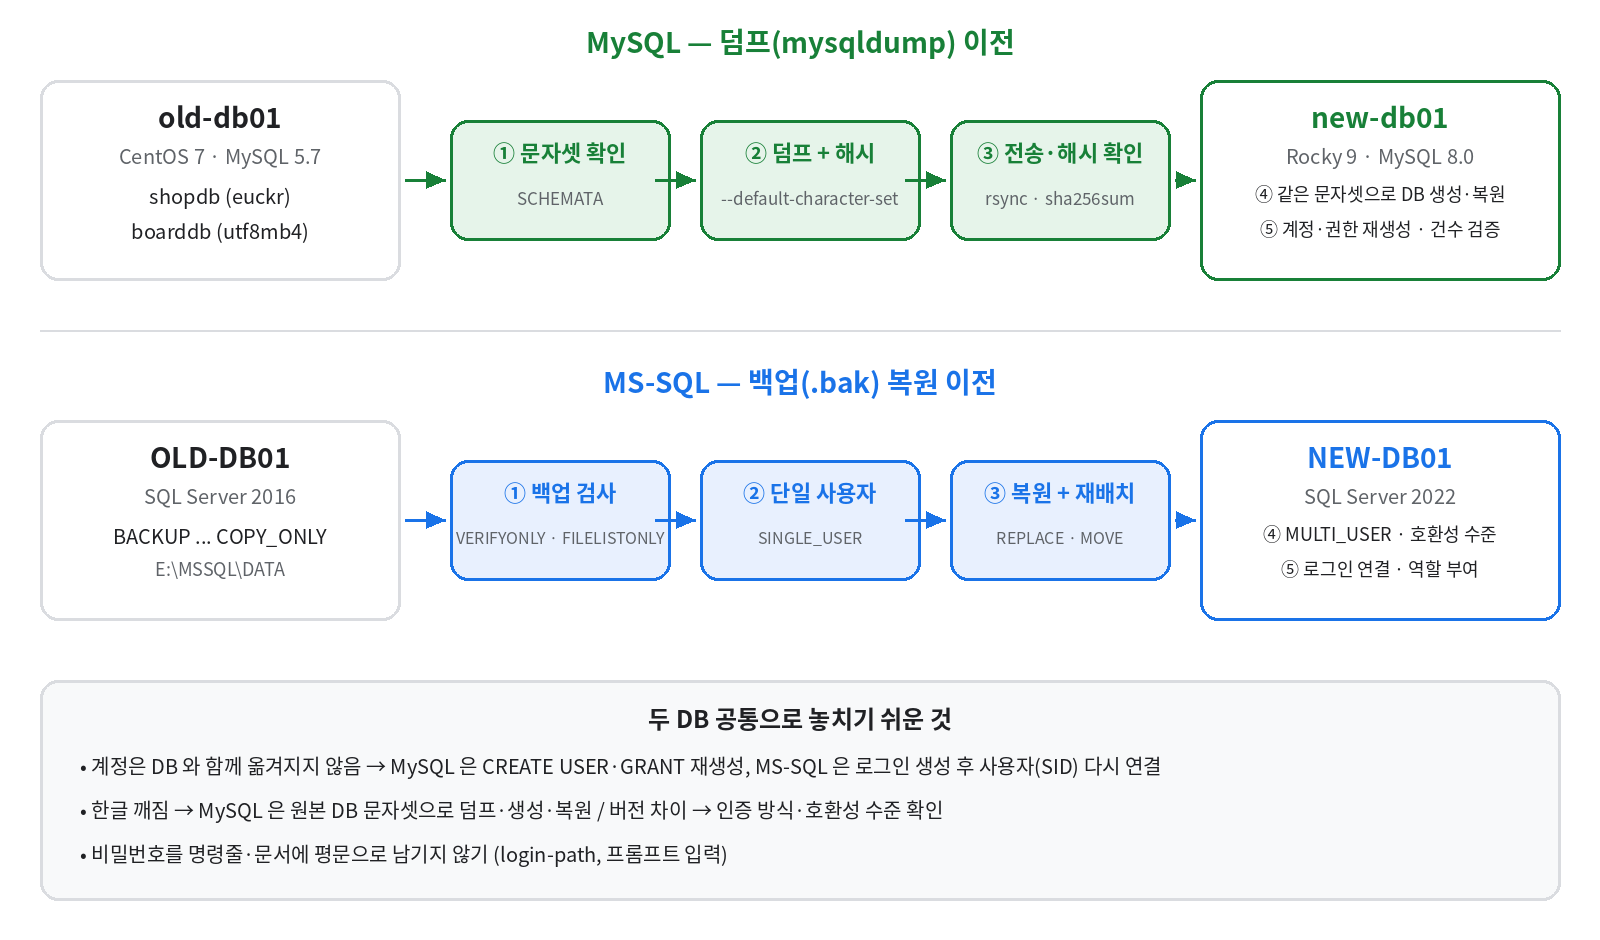 MySQL — 덤프(mysqldump) 이전
old-db01
CentOS 7 · MySQL 5.7
shopdb (euckr)
boarddb (utf8mb4)
① 문자셋 확인
SCHEMATA
② 덤프 + 해시
--default-character-set
③ 전송·해시 확인
rsync · sha256sum
new-db01
Rocky 9 · MySQL 8.0
④ 같은 문자셋으로 DB 생성·복원
⑤ 계정·권한 재생성 · 건수 검증
MS-SQL — 백업(.bak) 복원 이전
OLD-DB01
SQL Server 2016
BACKUP ... COPY_ONLY
E:\MSSQL\DATA
① 백업 검사
VERIFYONLY · FILELISTONLY
② 단일 사용자
SINGLE_USER
③ 복원 + 재배치
REPLACE · MOVE
NEW-DB01
SQL Server 2022
④ MULTI_USER · 호환성 수준
⑤ 로그인 연결 · 역할 부여
두 DB 공통으로 놓치기 쉬운 것
• 계정은 DB 와 함께 옮겨지지 않음 → MySQL 은 CREATE USER·GRANT 재생성, MS-SQL 은 로그인 생성 후 사용자(SID) 다시 연결
• 한글 깨짐 → MySQL 은 원본 DB 문자셋으로 덤프·생성·복원 / 버전 차이 → 인증 방식·호환성 수준 확인
• 비밀번호를 명령줄·문서에 평문으로 남기지 않기 (login-path, 프롬프트 입력)